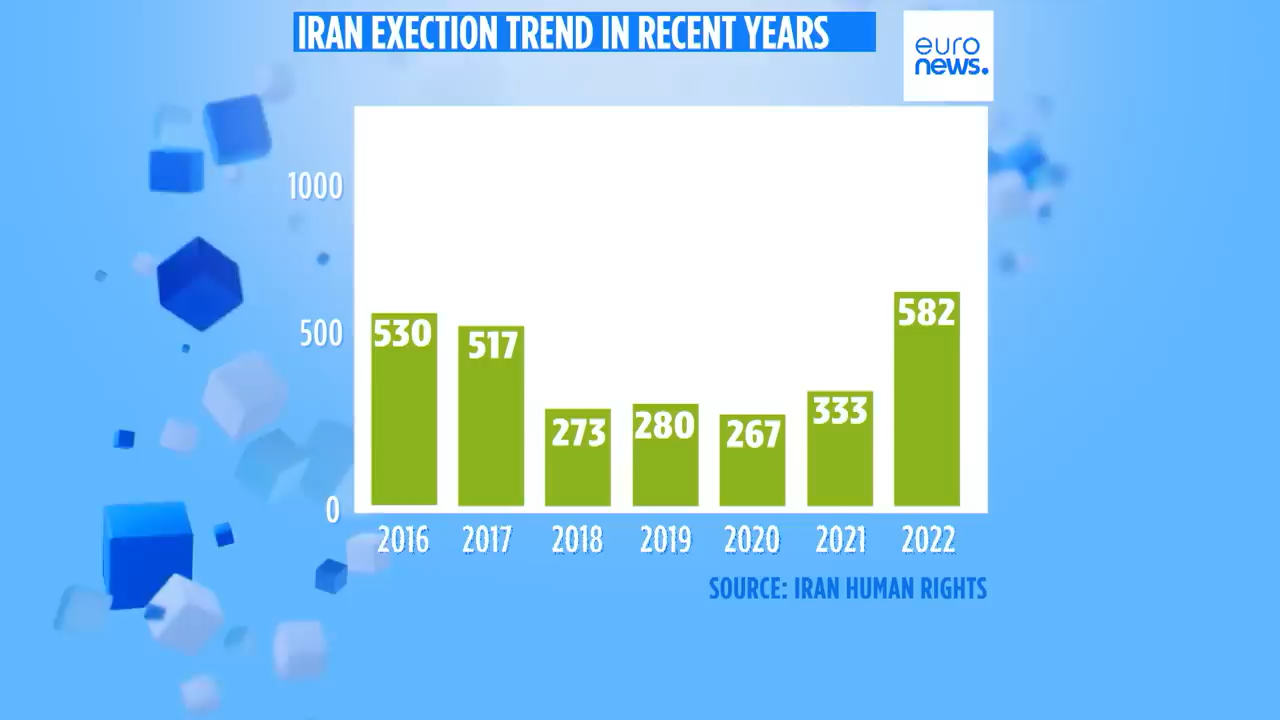 IRAN EXECTION TREND IN RECENT YEARS
euro
news.
1000
500
0
530
517
273
280
267
333
582
2016 2017 2018 2019 2020 2021 2022
SOURCE: IRAN HUMAN RIGHTS